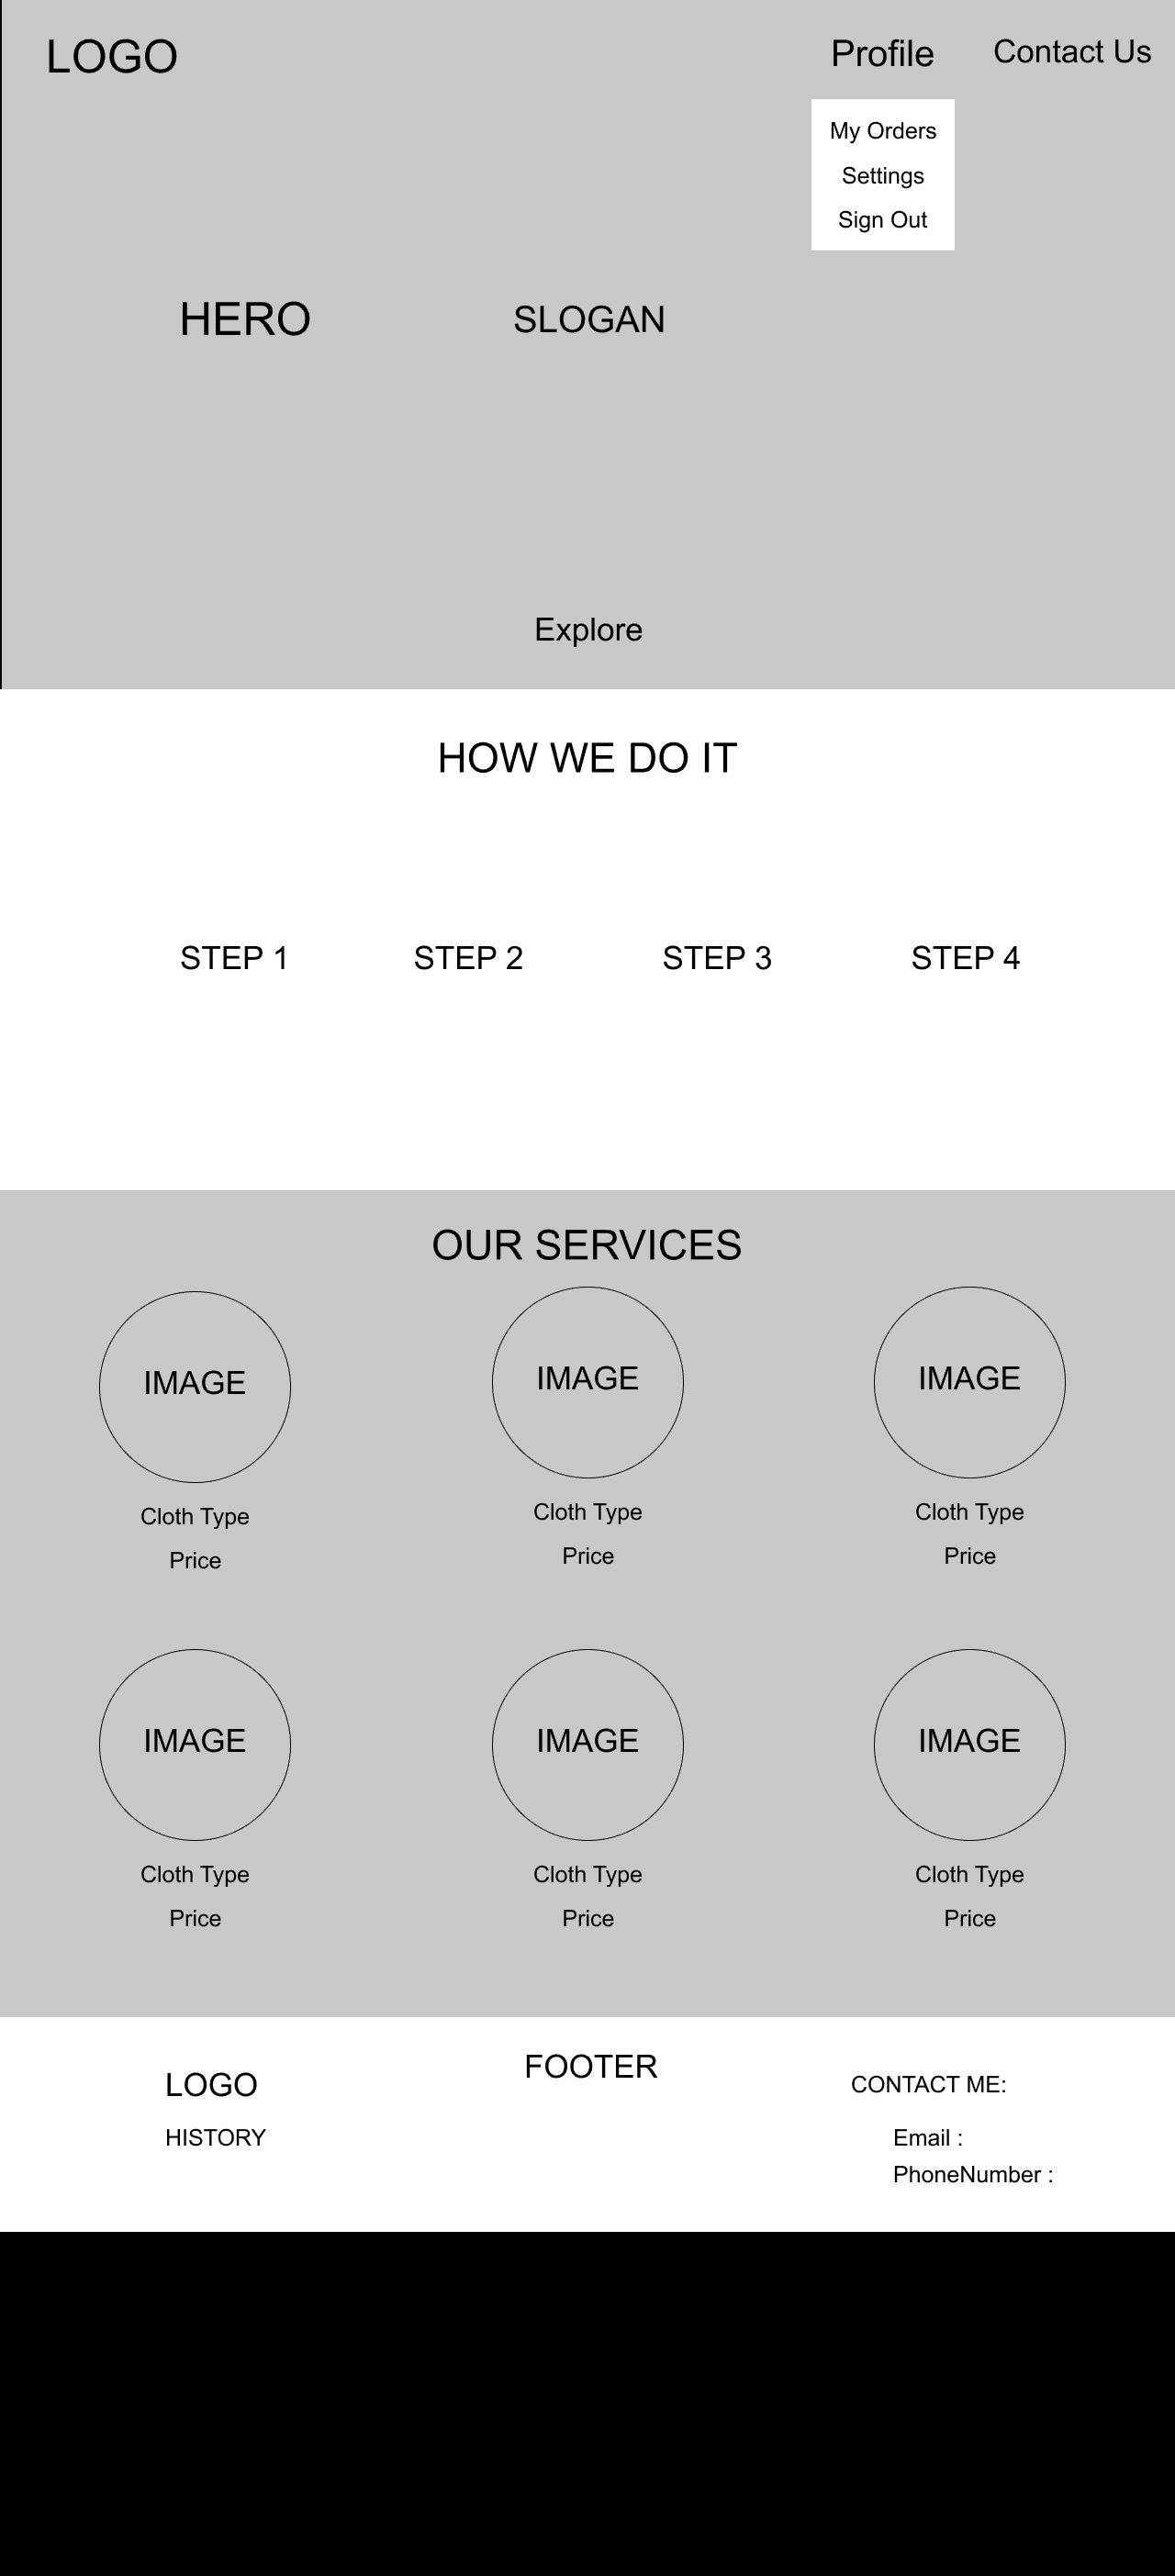 LOGO
Profile
Contact Us
My Orders
Settings
Sign Out
HERO
SLOGAN
Explore
HOW WE DO IT
STEP 1
STEP 2
STEP 3
STEP 4
OUR SERVICES
IMAGE
IMAGE
IMAGE
Cloth Type
Price
Cloth Type
Price
Cloth Type
Price
IMAGE
IMAGE
IMAGE
Cloth Type
Price
Cloth Type
Price
Cloth Type
Price
FOOTER
LOGO
HISTORY
CONTACT ME:
Email :
PhoneNumber :